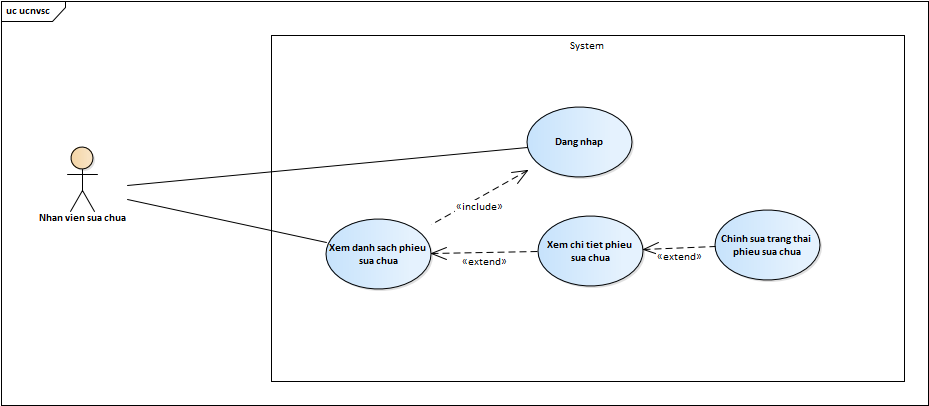 uc ucnvsc
System
Dang nhap
Nhan vien sua chua
«include»
Xem danh sach phieu
sua chua
«extend»
Xem chi tiet phieu
sua chua
«extend»
Chinh sua trang thai
phieu sua chua